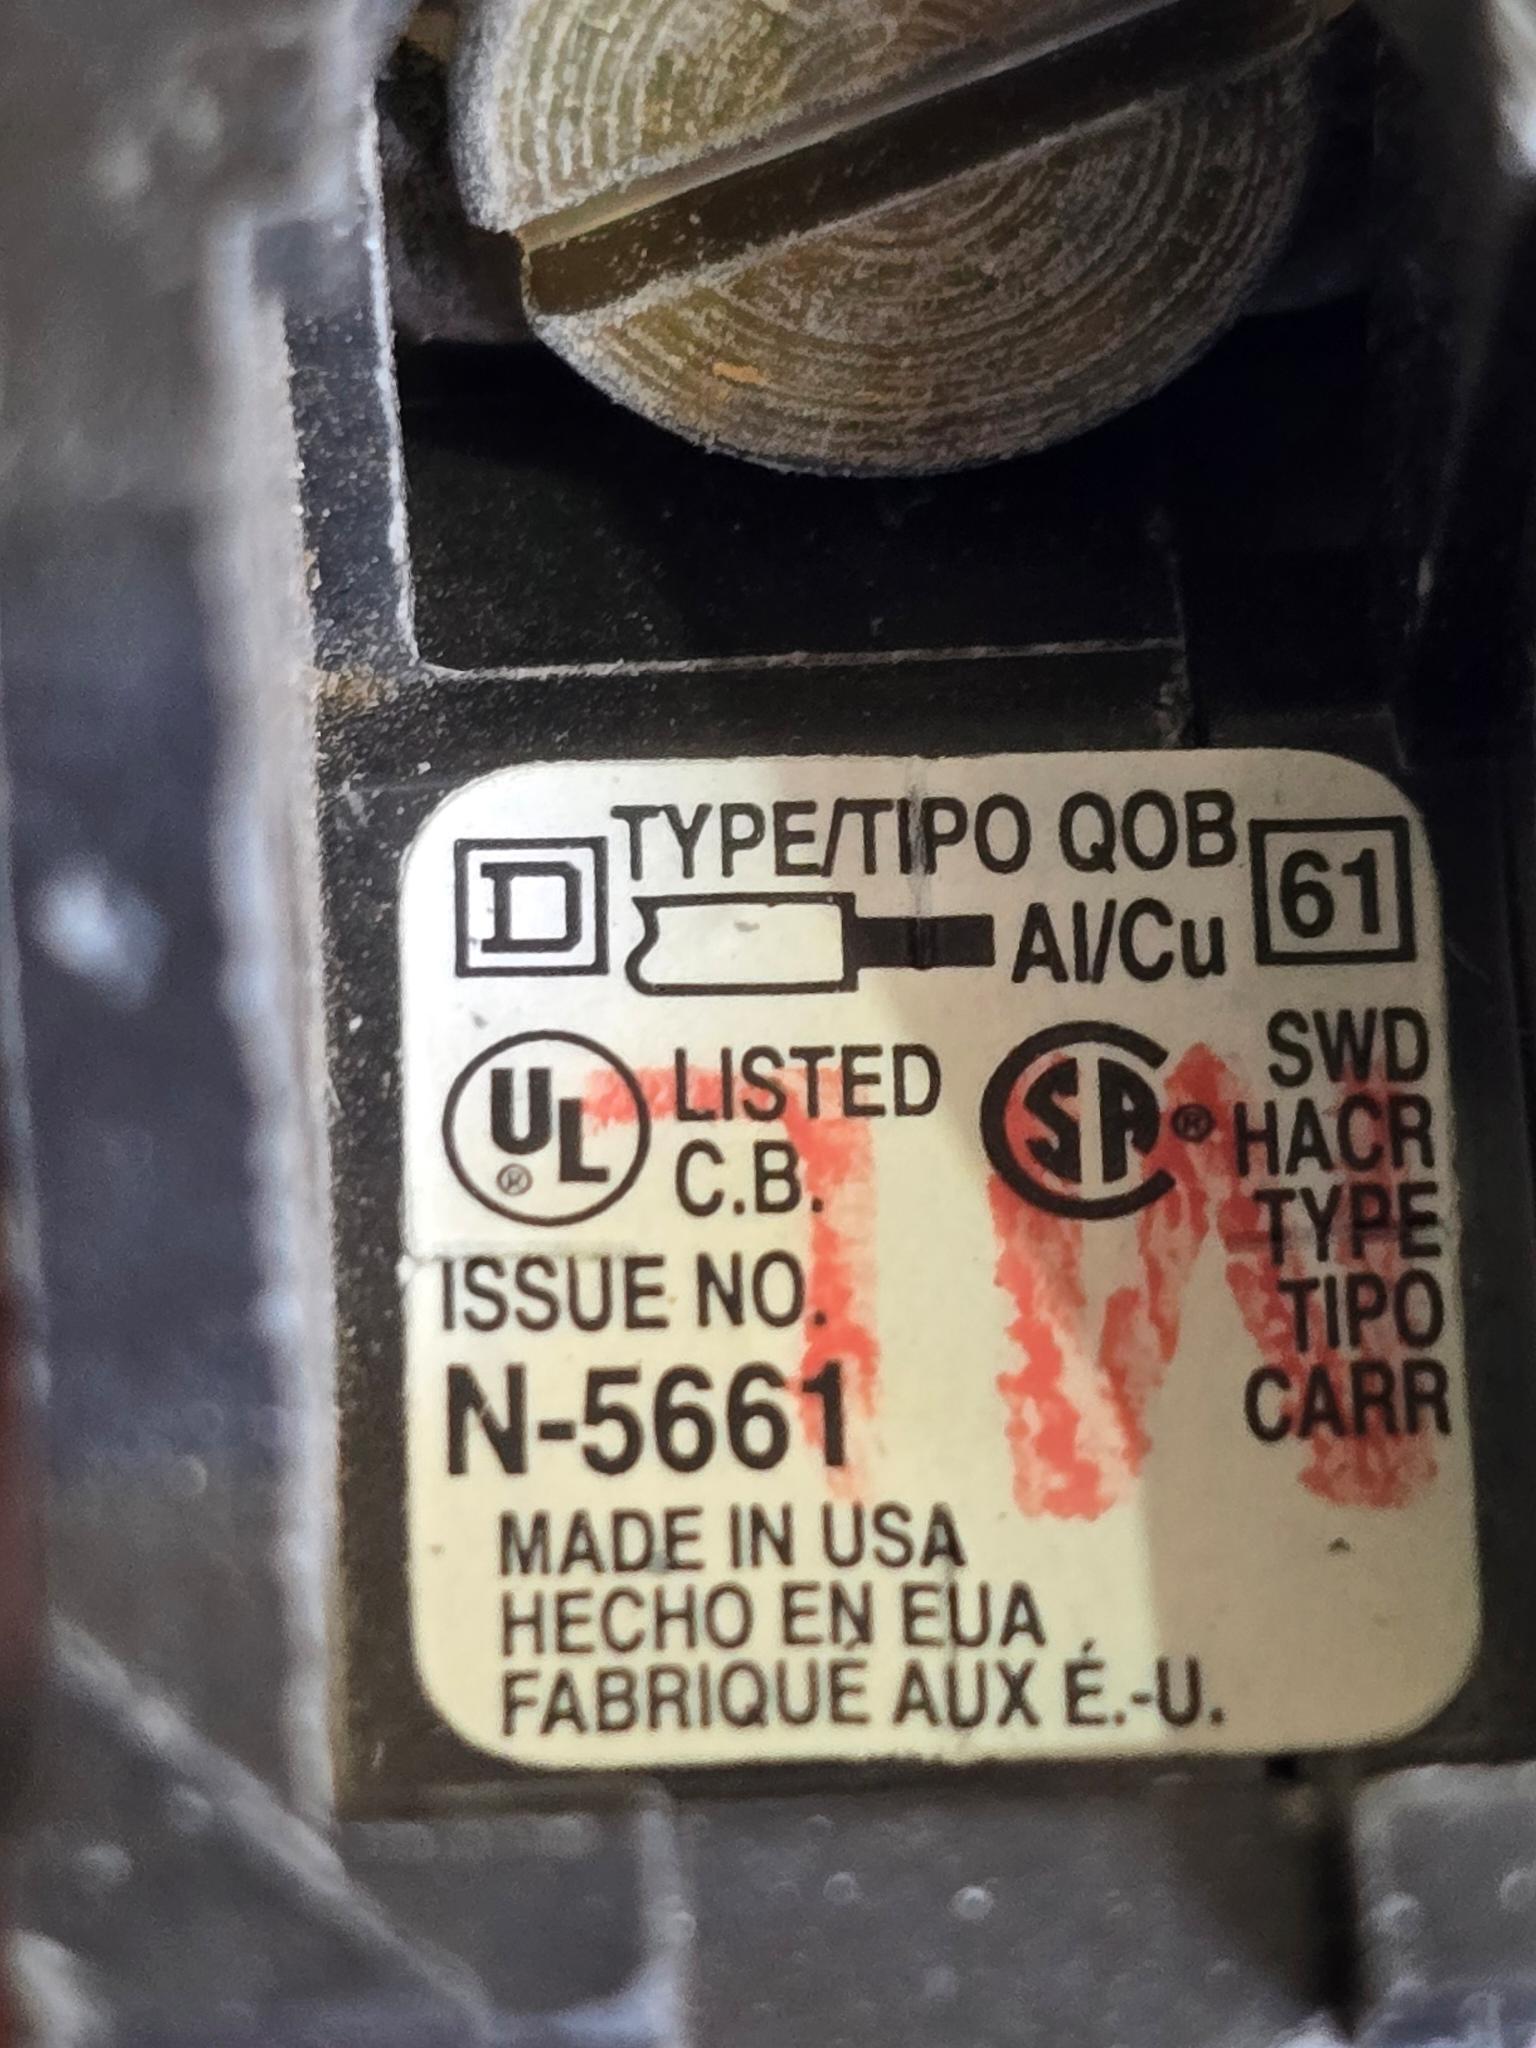 D TYPE/TIPO QOB 61
Al/Cu
UL® LISTED C.B.
SA®
SWD
HACR
TYPE
TIPO
CARR
ISSUE NO.
N-5661
MADE IN USA
HECHO EN EUA
FABRIQUÉ AUX É.-U.